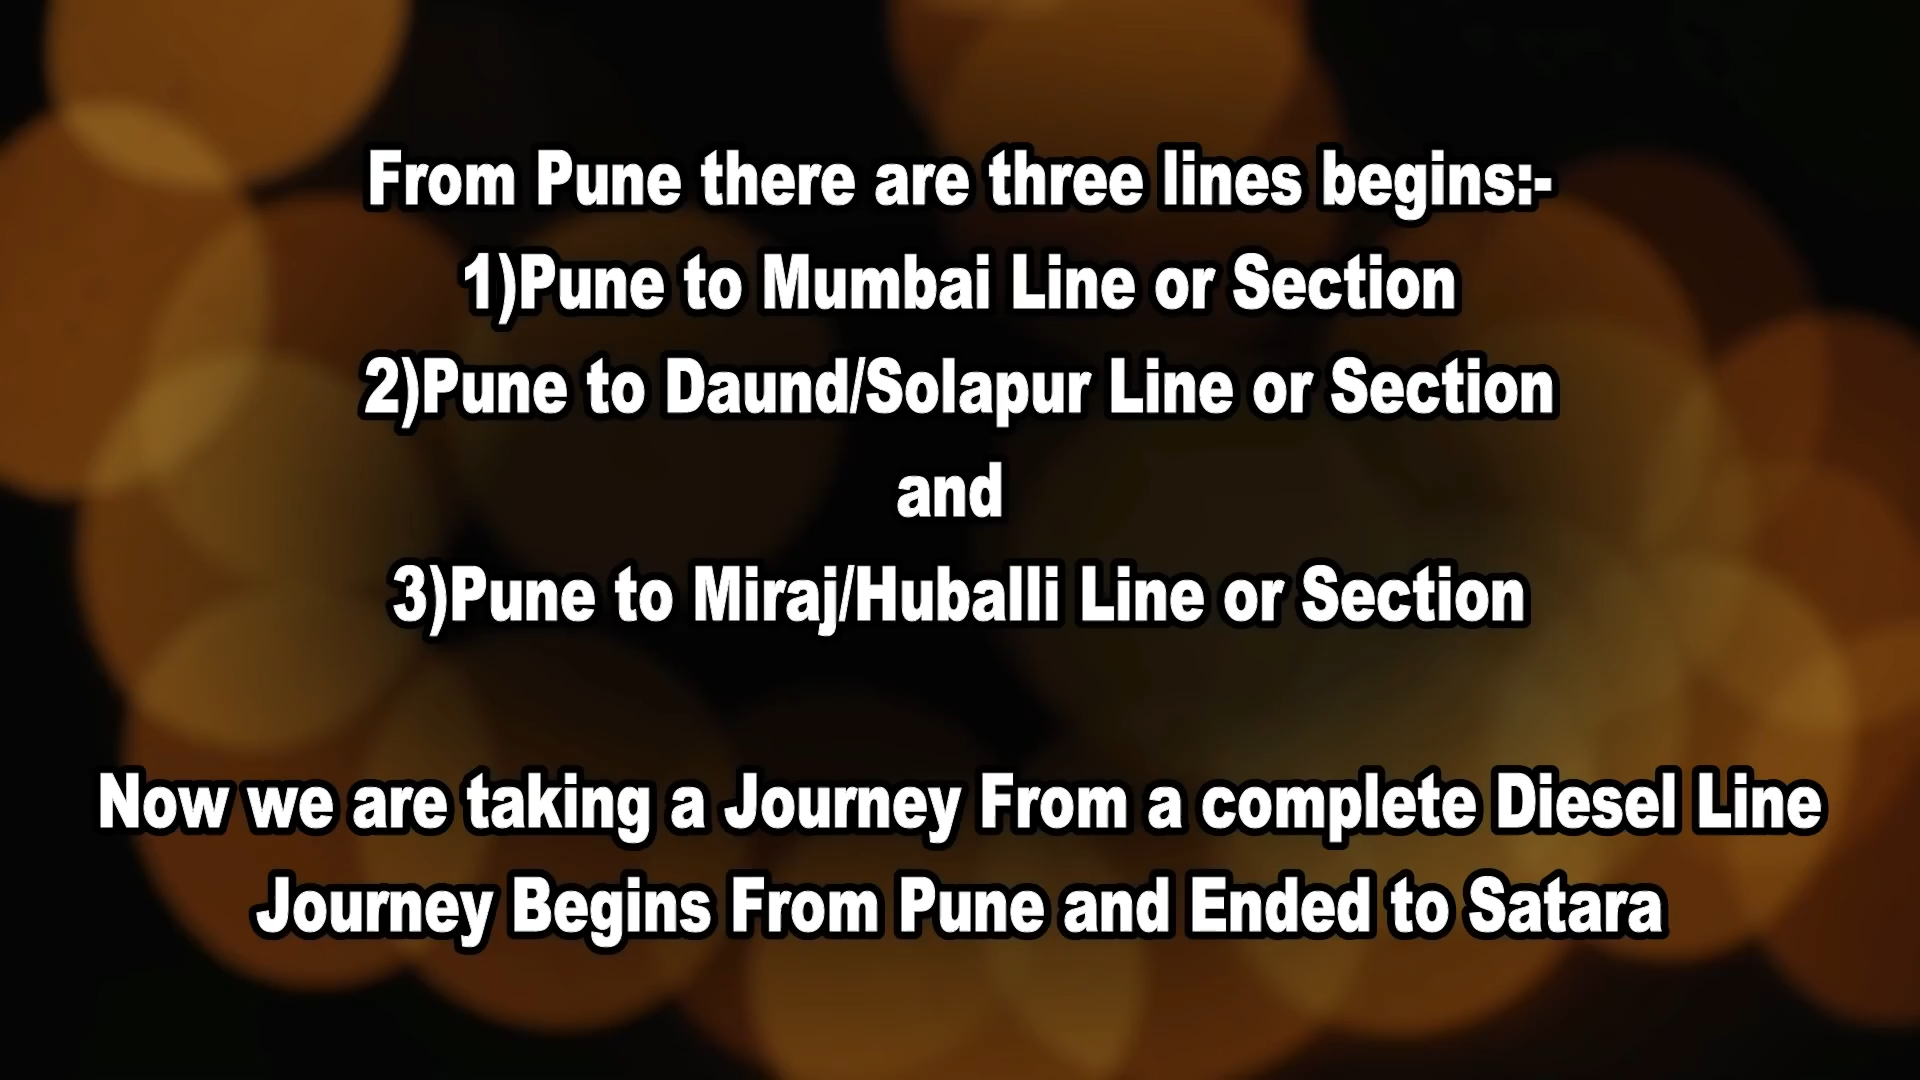 From Pune there are three lines begins:-
1)Pune to Mumbai Line or Section
2)Pune to Daund/Solapur Line or Section
and
3)Pune to Miraj/Huballi Line or Section
Now we are taking a Journey From a complete Diesel Line
Journey Begins From Pune and Ended to Satara